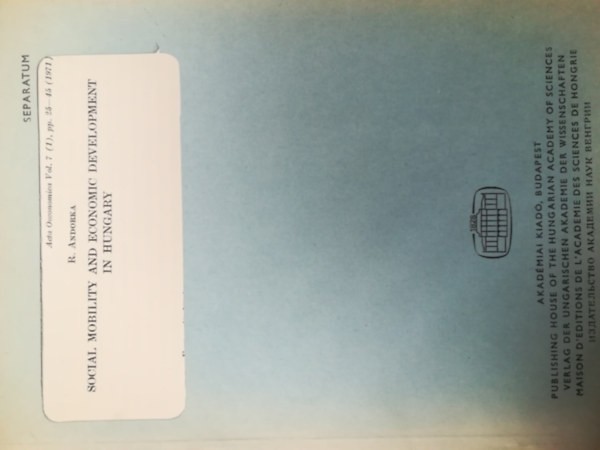 SEPARATUM
Acta Oeconomica Vol. 7 (1), pp. 25—45 (1971)
R. ANDORKA
SOCIAL MOBILITY AND ECONOMIC DEVELOPMENT
IN HUNGARY
AKADÉMIAI KIADÓ, BUDAPEST
PUBLISHING HOUSE OF THE HUNGARIAN ACADEMY OF SCIENCES
VERLAG DER UNGARISCHEN AKADEMIE DER WISSENSCHAFTEN
MAISON D'EDITIONS DE L'ACADEMIE DES SCIENCES DE HONGRIE
ИЗДАТЕЛЬСТВО АКАДЕМИИ НАУК ВЕНГРИИ